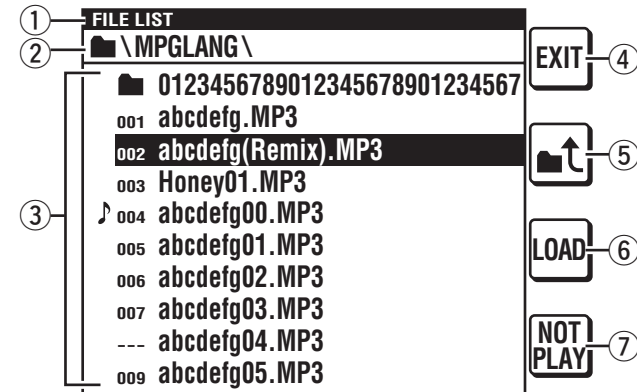 ① FILE LIST
② \MPGLANG\
③
0123456789012345678901234567
001 abcdefg.MP3
002 abcdefg(Remix).MP3
003 Honey01.MP3
♪ 004 abcdefg00.MP3
005 abcdefg01.MP3
006 abcdefg02.MP3
007 abcdefg03.MP3
--- abcdefg04.MP3
009 abcdefg05.MP3
EXIT ④
⑤
LOAD ⑥
NOT
PLAY ⑦